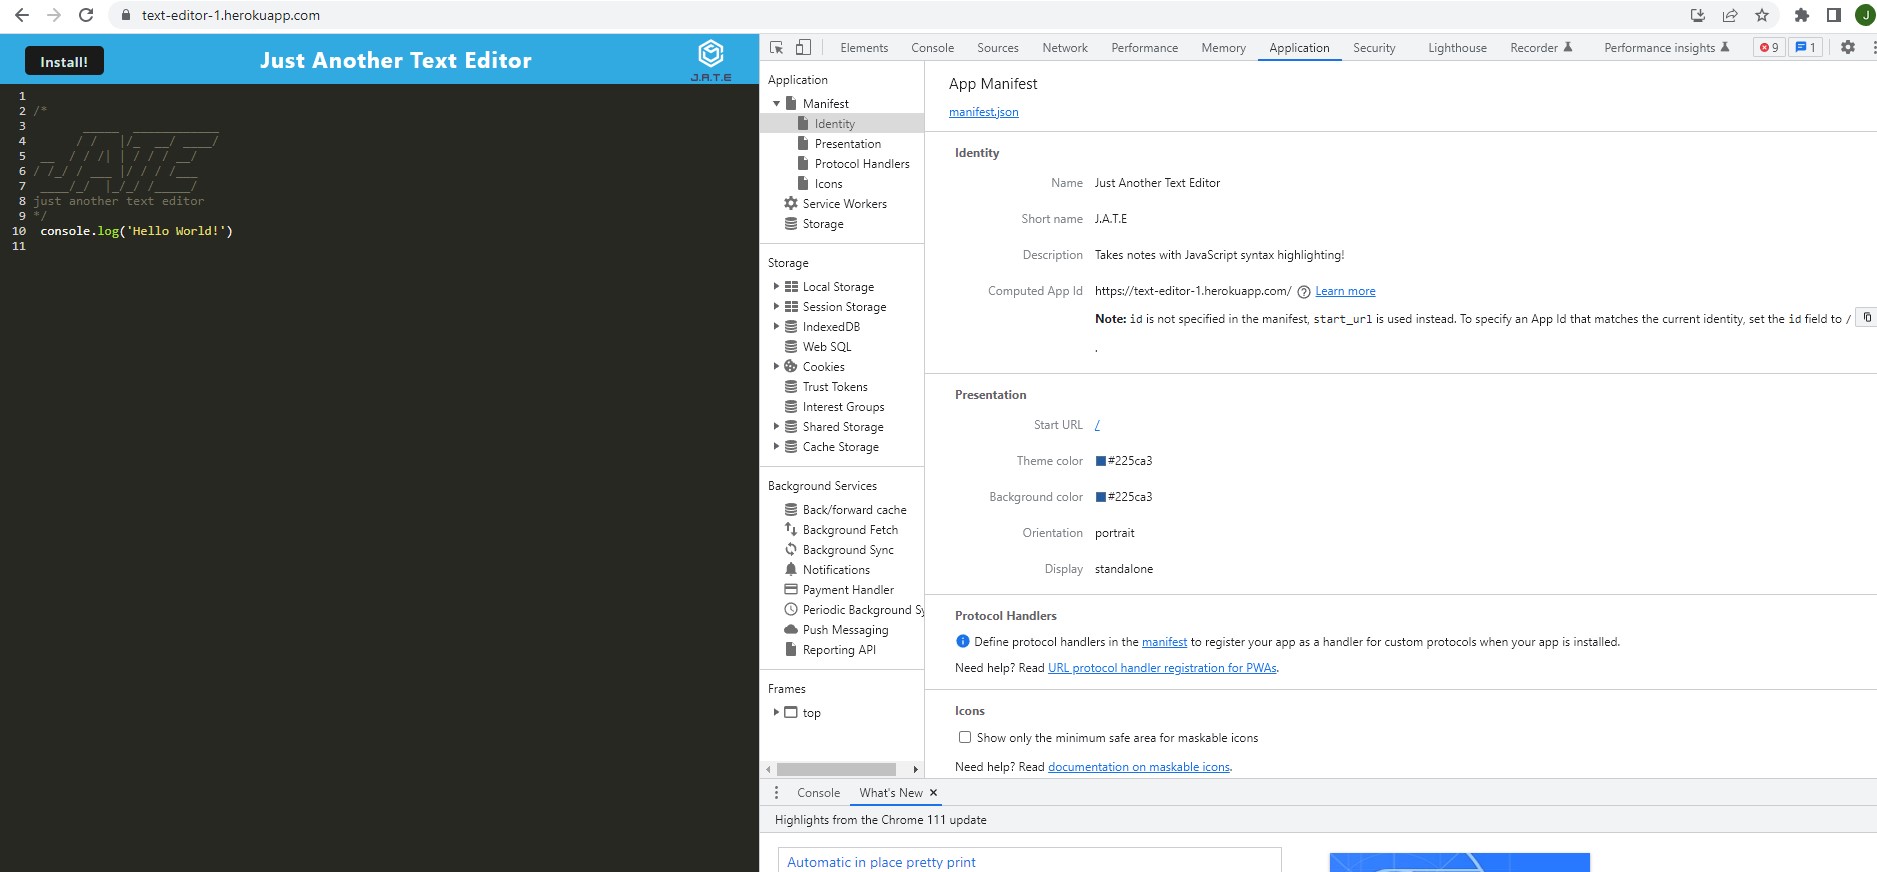 text-editor-1.herokuapp.com
J
Install!
Just Another Text Editor
J.A.T.E
1
2 /*
3         _____  ____________
4        / /   |/_  __/ ____/
5   __  / / /| | / / / __/
6  / /_/ / ___ |/ / / /___
7   ____/_/  |_/_/ /_____/
8 just another text editor
9 */
10 console.log('Hello World!')
11
Elements Console Sources Network Performance Memory Application Security Lighthouse Recorder Performance insights 9 1
Application
Manifest
Identity
Presentation
Protocol Handlers
Icons
Service Workers
Storage
Storage
Local Storage
Session Storage
IndexedDB
Web SQL
Cookies
Trust Tokens
Interest Groups
Shared Storage
Cache Storage
Background Services
Back/forward cache
Background Fetch
Background Sync
Notifications
Payment Handler
Periodic Background Sy
Push Messaging
Reporting API
Frames
top
App Manifest
manifest.json
Identity
Name Just Another Text Editor
Short name J.A.T.E
Description Takes notes with JavaScript syntax highlighting!
Computed App Id https://text-editor-1.herokuapp.com/ ? Learn more
Note: id is not specified in the manifest, start_url is used instead. To specify an App Id that matches the current identity, set the id field to /
.
Presentation
Start URL /
Theme color #225ca3
Background color #225ca3
Orientation portrait
Display standalone
Protocol Handlers
Define protocol handlers in the manifest to register your app as a handler for custom protocols when your app is installed.
Need help? Read URL protocol handler registration for PWAs.
Icons
Show only the minimum safe area for maskable icons
Need help? Read documentation on maskable icons.
Console What's New ×
Highlights from the Chrome 111 update
Automatic in place pretty print